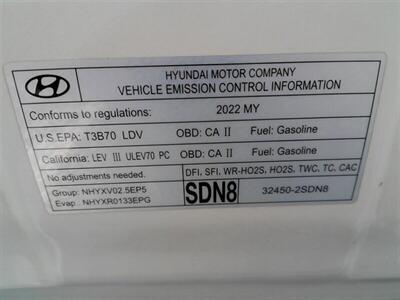 HYUNDAI MOTOR COMPANY
VEHICLE EMISSION CONTROL INFORMATION
Conforms to regulations: 2022 MY
U.S.EPA: T3B70 LDV OBD: CA II Fuel: Gasoline
California: LEV III ULEV70 PC OBD: CA II Fuel: Gasoline
No adjustments needed. DFI, SFI, WR-HO2S, HO2S, TWC, TC, CAC
Group: NHYXV02.5EP5 SDN8 32450-2SDN8
Evap.: NHYXR0133EPG